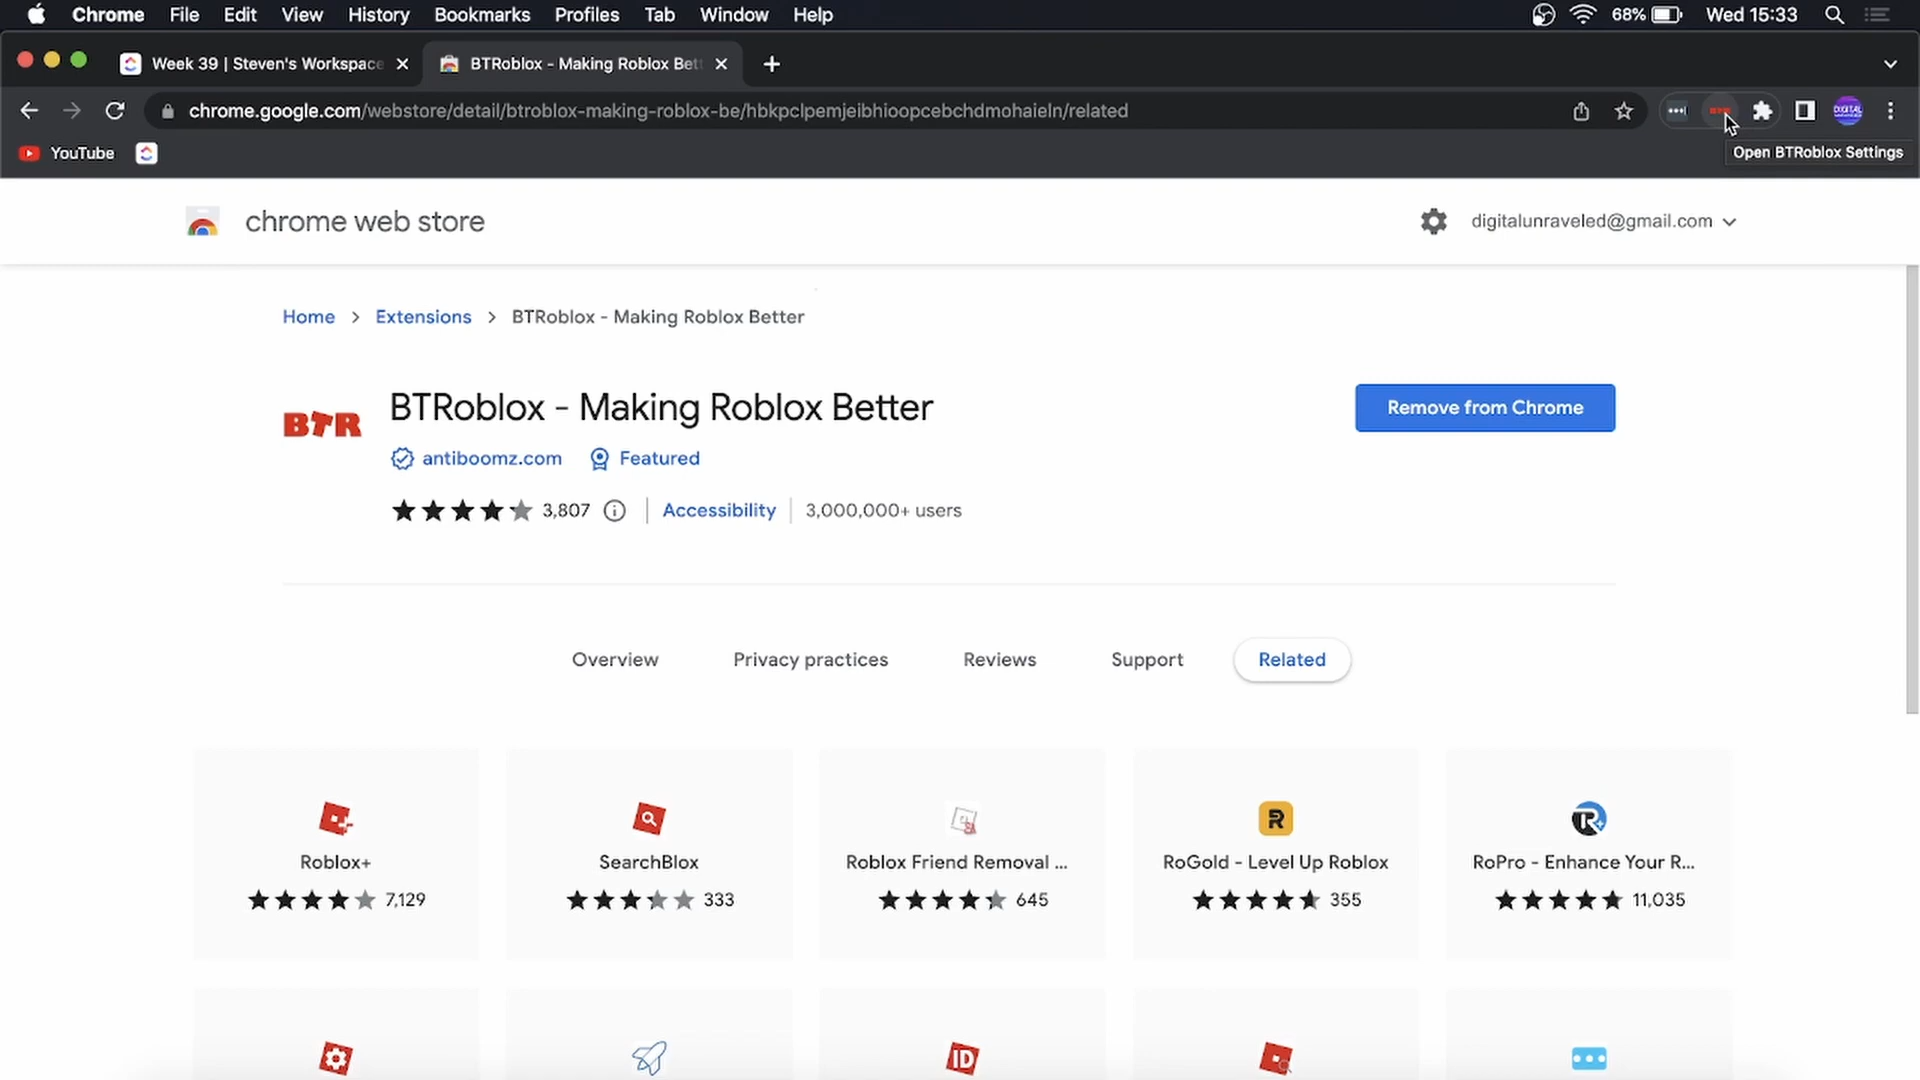 Chrome File Edit View History Bookmarks Profiles Tab Window Help 68% Wed 15:33
Week 39 | Steven's Workspace BTRoblox - Making Roblox Bet
chrome.google.com/webstore/detail/btroblox-making-roblox-be/hbkpclpemjeibhioopcebchdmohaieln/related
YouTube
Open BTRoblox Settings
chrome web store digitalunraveled@gmail.com
Home > Extensions > BTRoblox - Making Roblox Better
BTR
BTRoblox - Making Roblox Better
Remove from Chrome
antiboomz.com Featured
3,807 Accessibility 3,000,000+ users
Overview Privacy practices Reviews Support Related
Roblox+ SearchBlox Roblox Friend Removal ... RoGold - Level Up Roblox RoPro - Enhance Your R...
7,129 333 645 355 11,035
ID